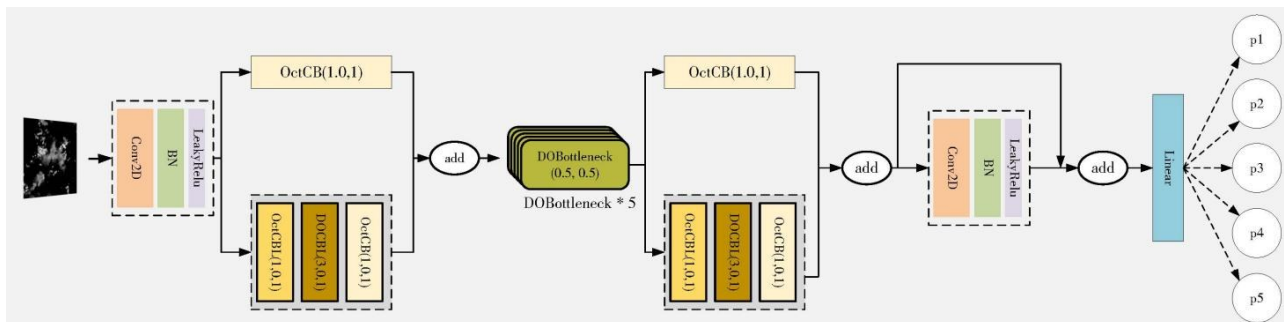 Conv2D
BN
LeakyRelu
OctCB(1.0,1)
OctCBL(1.0,1)
DOCBL(3,0,1)
OctCB(1,0,1)
add
DOBottleneck
(0.5, 0.5)
DOBottleneck * 5
OctCB(1.0,1)
OctCBL(1.0,1)
DOCBL(3,0,1)
OctCB(1,0,1)
add
Conv2D
BN
LeakyRelu
add
Linear
p1
p2
p3
p4
p5